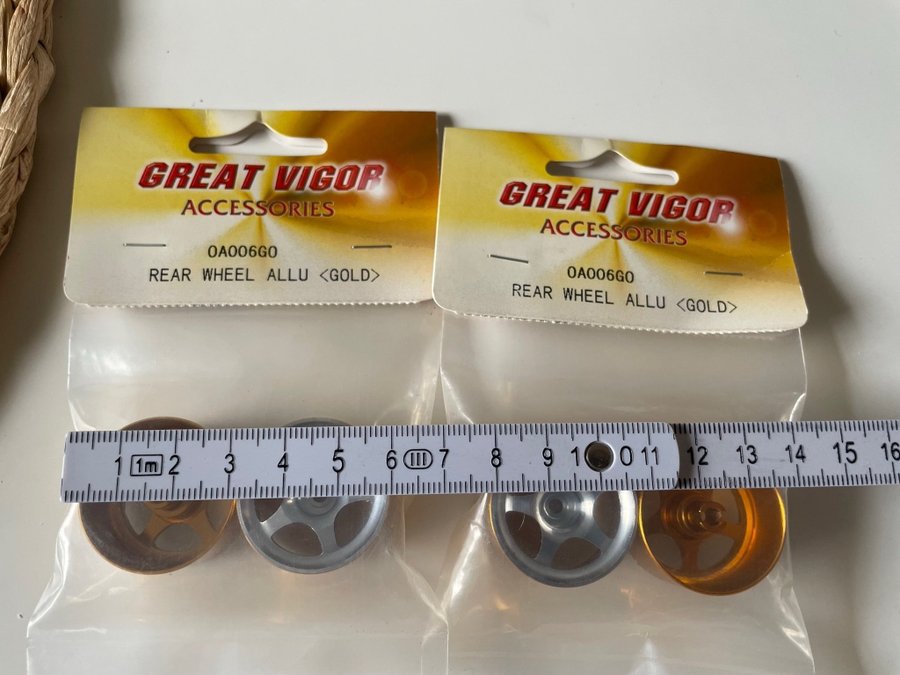 GREAT VIGOR
ACCESSORIES
0A006G0
REAR WHEEL ALLU <GOLD>
GREAT VIGOR
ACCESSORIES
0A006G0
REAR WHEEL ALLU <GOLD>
1 1m 2 3 4 5 6 III 7 8 9 10 11 12 13 14 15 16